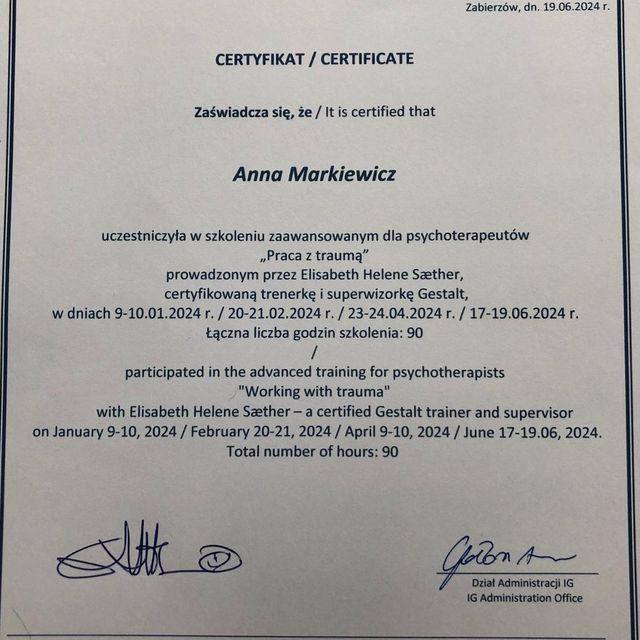 Zabierzów, dn. 19.06.2024 r.
CERTYFIKAT / CERTIFICATE
Zaświadcza się, że / It is certified that
Anna Markiewicz
uczestniczyła w szkoleniu zaawansowanym dla psychoterapeutów
„Praca z traumą”
prowadzonym przez Elisabeth Helene Sæther,
certyfikowaną trenerkę i superwizorkę Gestalt,
w dniach 9-10.01.2024 r. / 20-21.02.2024 r. / 23-24.04.2024 r. / 17-19.06.2024 r.
Łączna liczba godzin szkolenia: 90
/
participated in the advanced training for psychotherapists
"Working with trauma"
with Elisabeth Helene Sæther – a certified Gestalt trainer and supervisor
on January 9-10, 2024 / February 20-21, 2024 / April 9-10, 2024 / June 17-19.06, 2024.
Total number of hours: 90
Dział Administracji IG
IG Administration Office